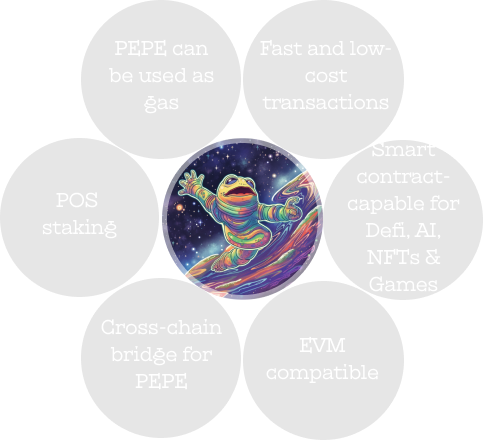 PEPE can
be used as
gas
Fast and low-
cost
transactions
POS
staking
Smart
contract-
capable for
Defi, AI,
NFTs &
Games
Cross-chain
bridge for
PEPE
EVM
compatible